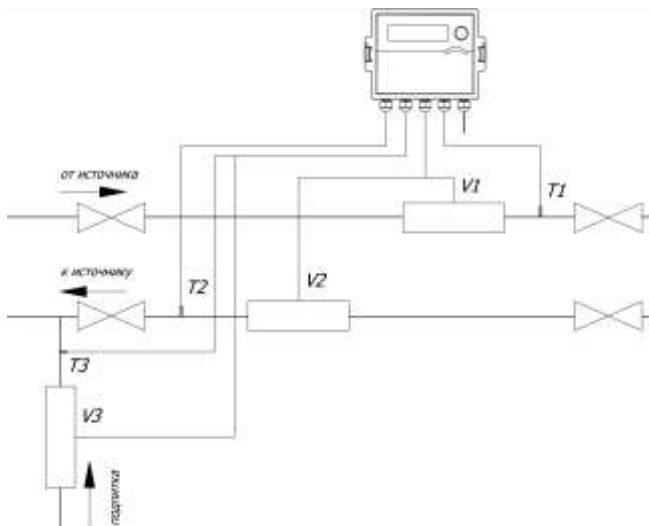 от источника
V1
T1
к источнику
T2
V2
T3
V3
подпитка